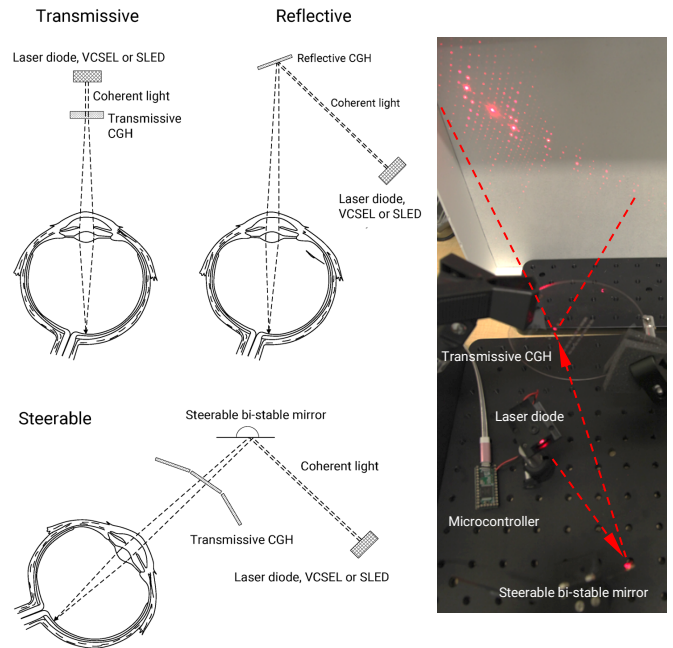 Transmissive
Laser diode, VCSEL or SLED
Coherent light
Transmissive
CGH
Reflective
Reflective CGH
Coherent light
Laser diode,
VCSEL or SLED
Steerable
Steerable bi-stable mirror
Coherent light
Transmissive CGH
Laser diode, VCSEL or SLED
Transmissive CGH
Laser diode
Microcontroller
Steerable bi-stable mirror